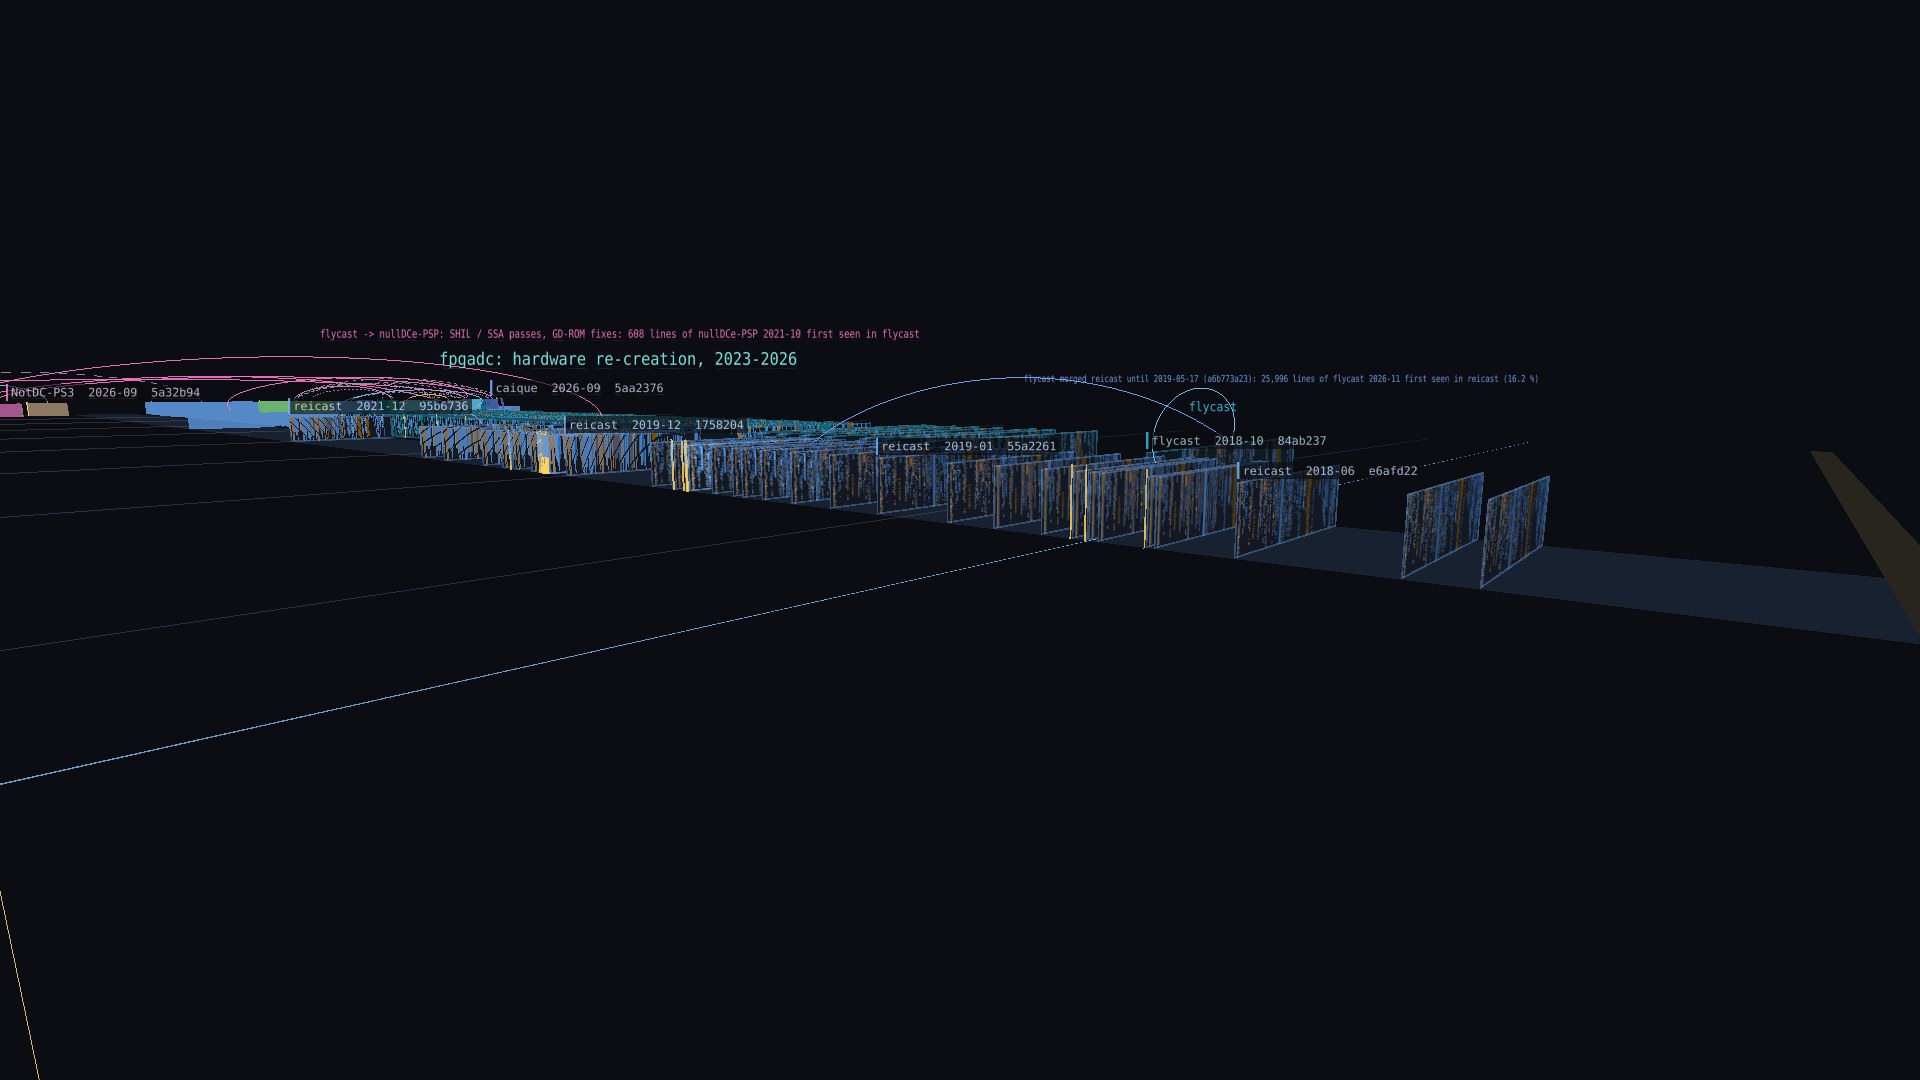 flycast -> nullDCe-PSP: SHIL / SSA passes, GD-ROM fixes: 608 lines of nullDCe-PSP 2021-10 first seen in flycast
fpgadc: hardware re-creation, 2023-2026
flycast merged reicast until 2019-05-17 (a6b773a23): 25,996 lines of flycast 2026-11 first seen in reicast (16.2 %)
caique 2026-09 5aa2376
NotDC-PS3 2026-09 5a32b94
reicast 2021-12 95b6736
flycast
reicast 2019-12 1758204
flycast 2018-10 84ab237
reicast 2019-01 55a2261
reicast 2018-06 e6afd22